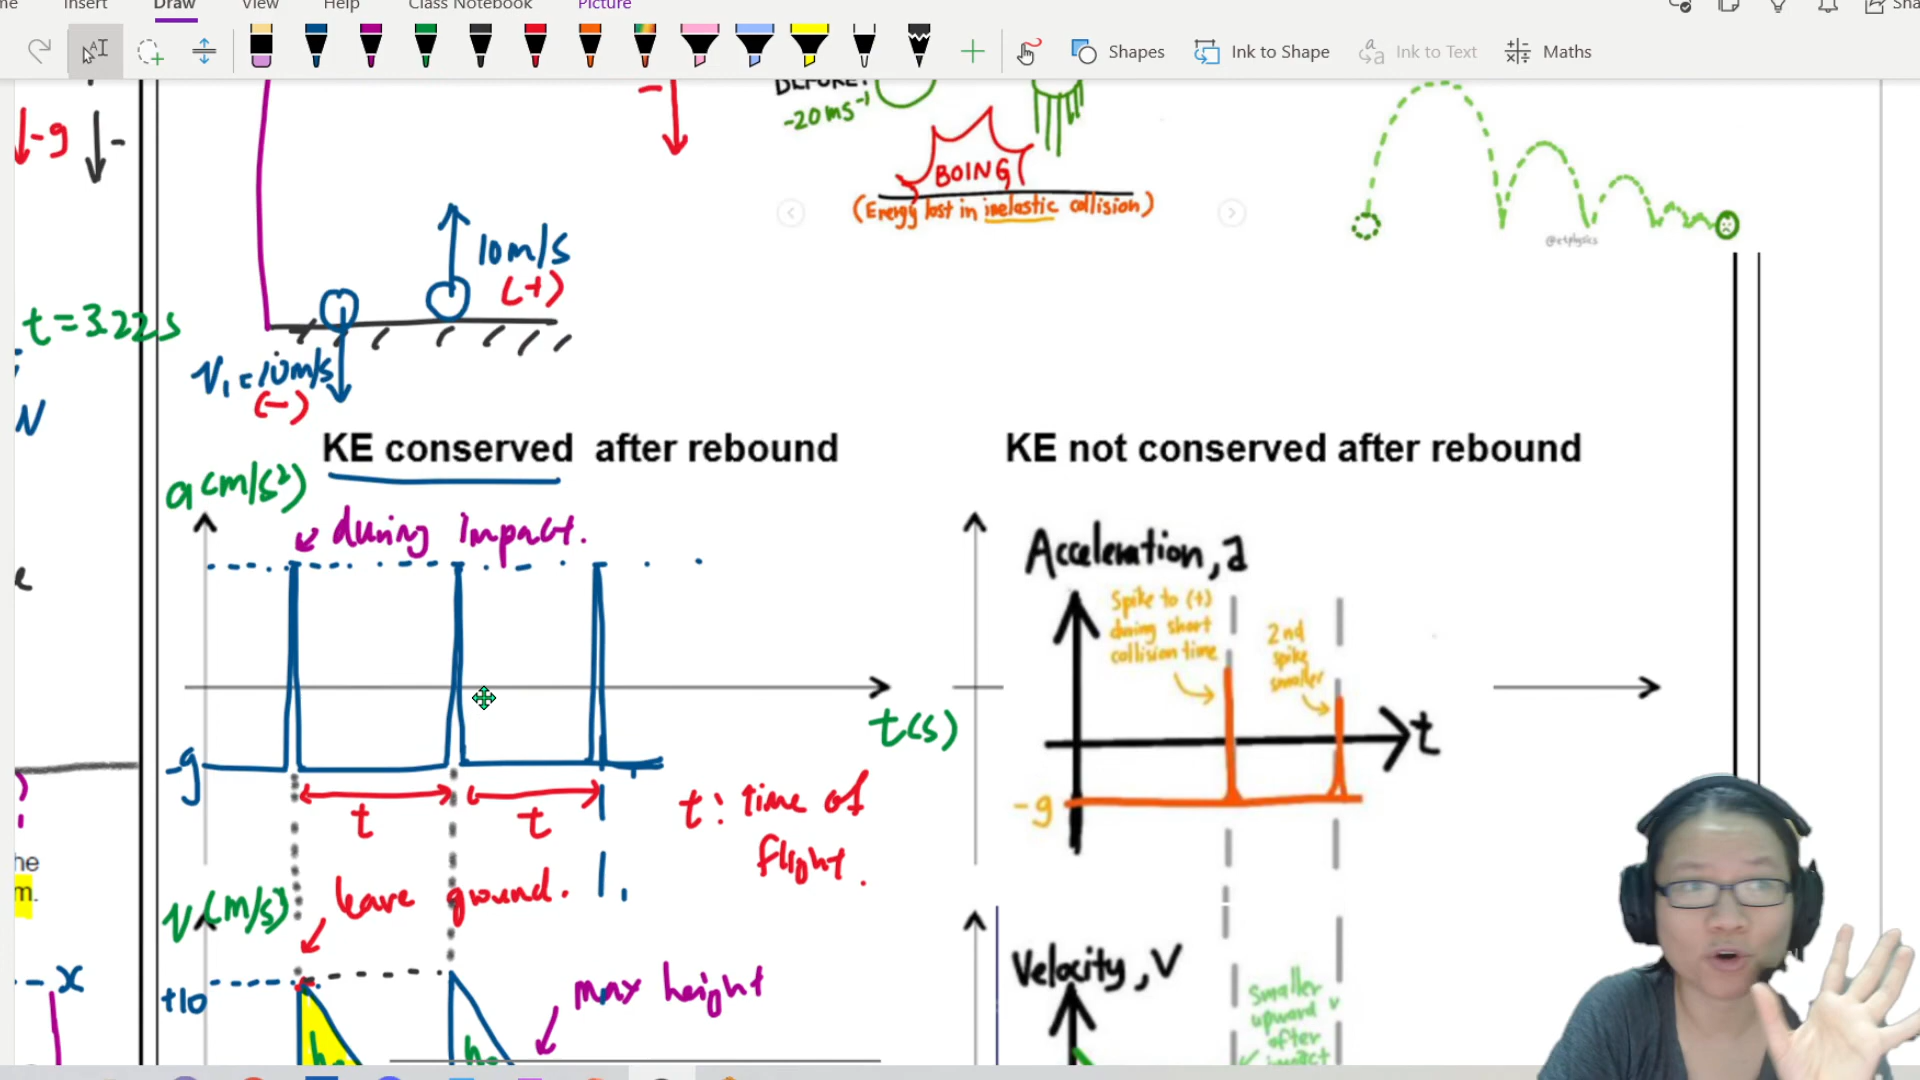 Insert
Draw
View
Help
Class Notebook
Picture
Shapes
Ink to Shape
Ink to Text
Maths
-g
-
-
BEFORE:
-20ms⁻¹
BOING
(Energy lost in inelastic collision)
@etphysics
10m/s
(+)
t=3.22s
V₁=10m/s
(-)
N
KE conserved after rebound
KE not conserved after rebound
a(m/s²)
during impact.
Acceleration, a
Spike to (+)
during short
collision time
2nd
spike
smaller
t
t(s)
-g
t
t
t: time of
flight.
-g
he
m.
v(m/s)
leave ground.
Velocity, V
x
+10
max height
Smaller
upward v
after
impact